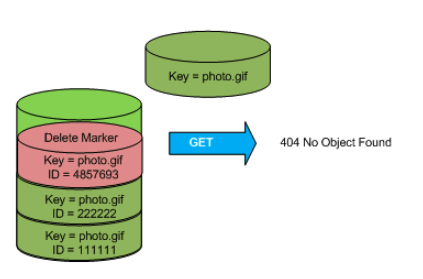 Key = photo.gif
Delete Marker
Key = photo.gif
ID = 4857693
Key = photo.gif
ID = 222222
Key = photo.gif
ID = 111111
GET
404 No Object Found